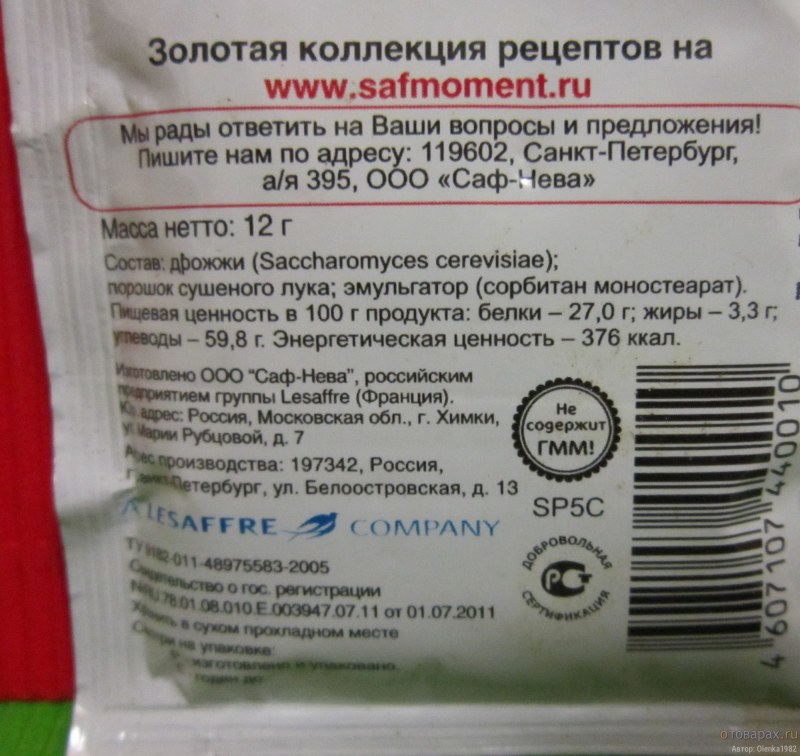 Золотая коллекция рецептов на
www.safmoment.ru
Мы рады ответить на Ваши вопросы и предложения!
Пишите нам по адресу: 119602, Санкт-Петербург,
а/я 395, ООО «Саф-Нева»
Масса нетто: 12 г
Состав: дрожжи (Saccharomyces cerevisiae);
порошок сушеного лука; эмульгатор (сорбитан моностеарат).
Пищевая ценность в 100 г продукта: белки – 27,0 г; жиры – 3,3 г;
углеводы – 59,8 г. Энергетическая ценность – 376 ккал.
Изготовлено ООО "Саф-Нева", российским
предприятием группы Lesaffre (Франция).
Юр. адрес: Россия, Московская обл., г. Химки,
ул. Марии Рубцовой, д. 7
Адрес производства: 197342, Россия,
г. Санкт-Петербург, ул. Белоостровская, д. 13
A LESAFFRE COMPANY
Не
содержит
ГММ!
SP5C
ДОБРОВОЛЬНАЯ
РСТ
СЕРТИФИКАЦИЯ
ТУ 9182-011-48975583-2005
Свидетельство о гос. регистрации
78.01.08.010.Е.003947.07.11 от 01.07.2011
Хранить в сухом прохладном месте
Смотри на упаковке:
изготовлено и упаковано
годен до
4 607107 440010
отоварах.ru
Автор: Olenka1982